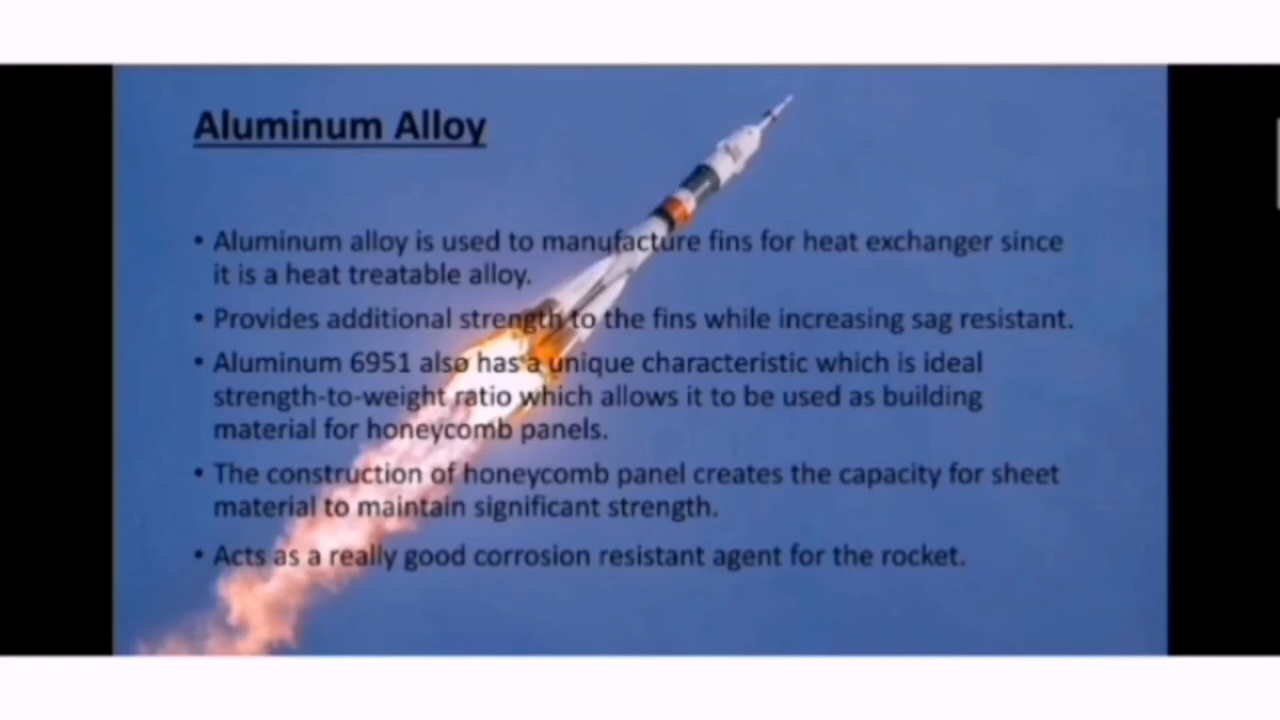 Aluminum Alloy
• Aluminum alloy is used to manufacture fins for heat exchanger since
it is a heat treatable alloy.
• Provides additional strength to the fins while increasing sag resistant.
• Aluminum 6951 also has a unique characteristic which is ideal
strength-to-weight ratio which allows it to be used as building
material for honeycomb panels.
• The construction of honeycomb panel creates the capacity for sheet
material to maintain significant strength.
• Acts as a really good corrosion resistant agent for the rocket.